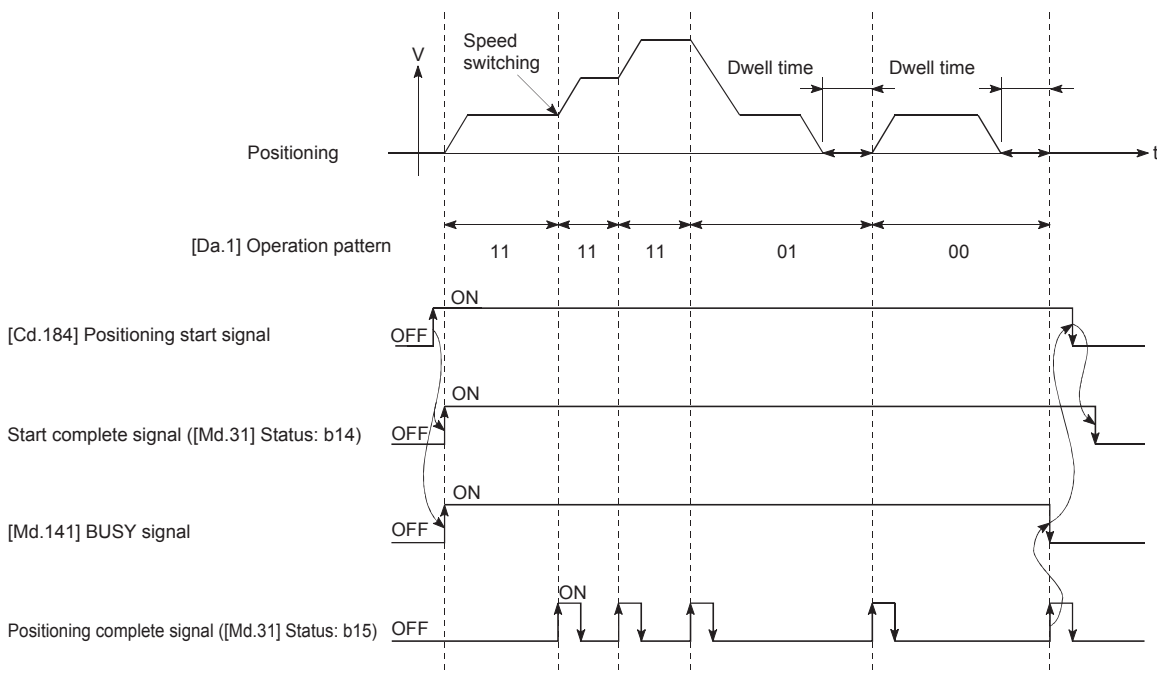 V
Speed
switching
Dwell time Dwell time
Positioning
t
[Da.1] Operation pattern
11 11 11 01 00
ON
[Cd.184] Positioning start signal OFF
ON
Start complete signal ([Md.31] Status: b14) OFF
ON
[Md.141] BUSY signal OFF
ON
Positioning complete signal ([Md.31] Status: b15) OFF